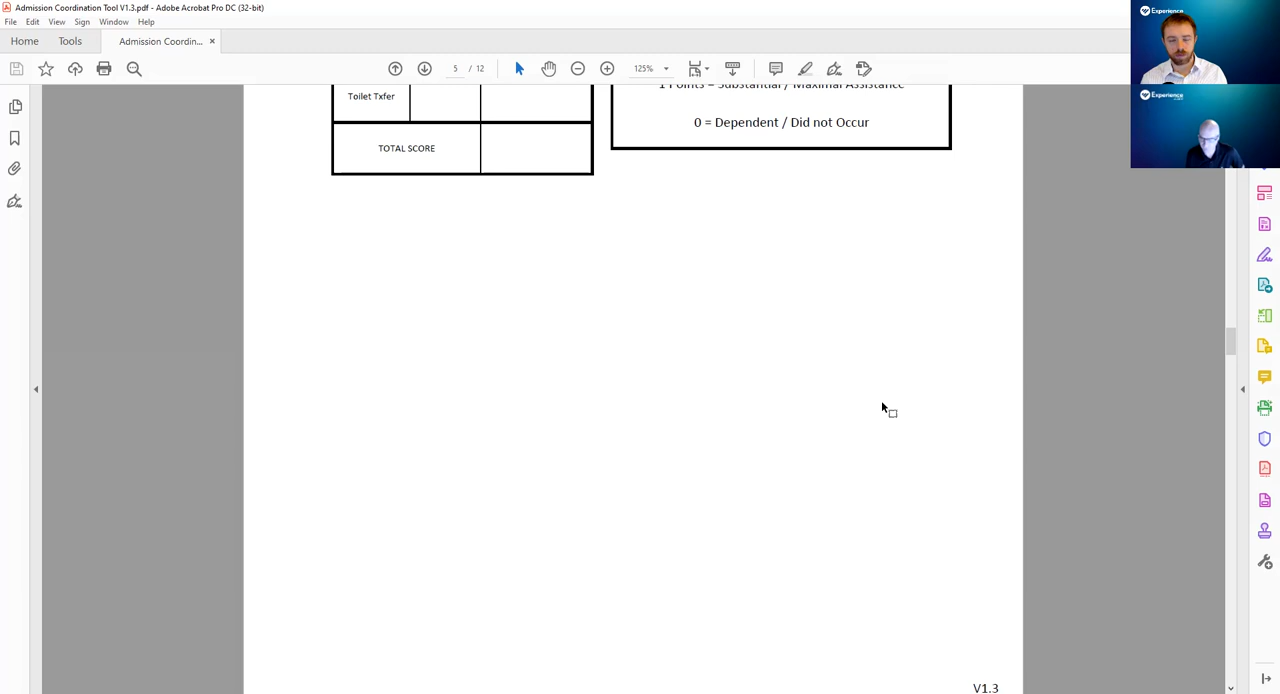 Admission Coordination Tool V1.3.pdf - Adobe Acrobat Pro DC (32-bit)
File Edit View Sign Window Help
Home Tools Admission Coordin... ×
5 / 12 125%
Experience
Experience
1 Points = Substantial / Maximal Assistance
Toilet Txfer
0 = Dependent / Did not Occur
TOTAL SCORE
V1.3